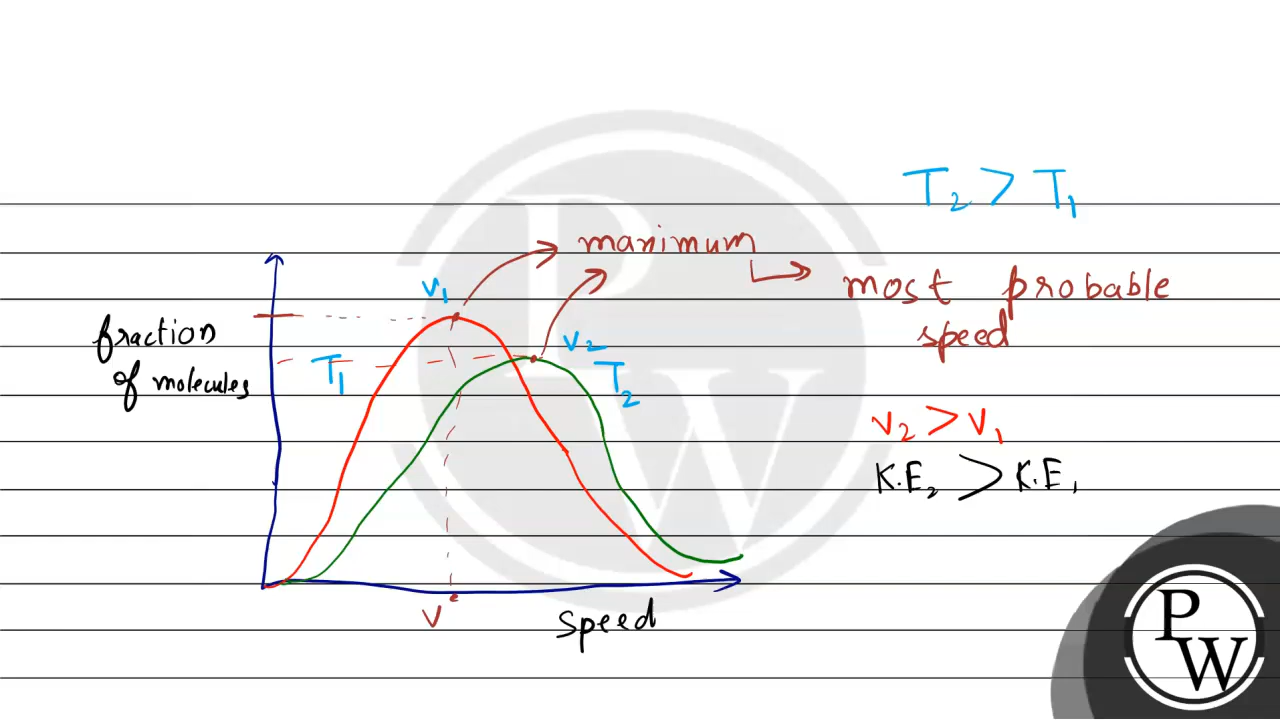 T₂ > T₁
maximum
most probable
speed
v₁
fraction
of molecules
T₁
v₂
T₂
v₂ > v₁
K.E₂ > K.E₁
v
speed
PW
PW